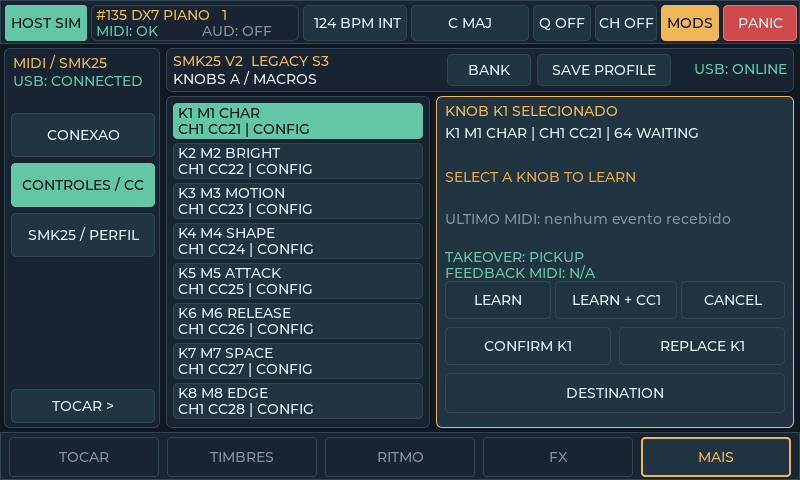 HOST SIM
#135 DX7 PIANO 1
MIDI: OK AUD: OFF
124 BPM INT
C MAJ
Q OFF
CH OFF
MODS
PANIC
MIDI / SMK25
USB: CONNECTED
CONEXAO
CONTROLES / CC
SMK25 / PERFIL
TOCAR >
SMK25 V2 LEGACY S3
KNOBS A / MACROS
BANK
SAVE PROFILE
USB: ONLINE
K1 M1 CHAR
CH1 CC21 | CONFIG
K2 M2 BRIGHT
CH1 CC22 | CONFIG
K3 M3 MOTION
CH1 CC23 | CONFIG
K4 M4 SHAPE
CH1 CC24 | CONFIG
K5 M5 ATTACK
CH1 CC25 | CONFIG
K6 M6 RELEASE
CH1 CC26 | CONFIG
K7 M7 SPACE
CH1 CC27 | CONFIG
K8 M8 EDGE
CH1 CC28 | CONFIG
KNOB K1 SELECIONADO
K1 M1 CHAR | CH1 CC21 | 64 WAITING
SELECT A KNOB TO LEARN
ULTIMO MIDI: nenhum evento recebido
TAKEOVER: PICKUP
FEEDBACK MIDI: N/A
LEARN
LEARN + CC1
CANCEL
CONFIRM K1
REPLACE K1
DESTINATION
TOCAR
TIMBRES
RITMO
FX
MAIS